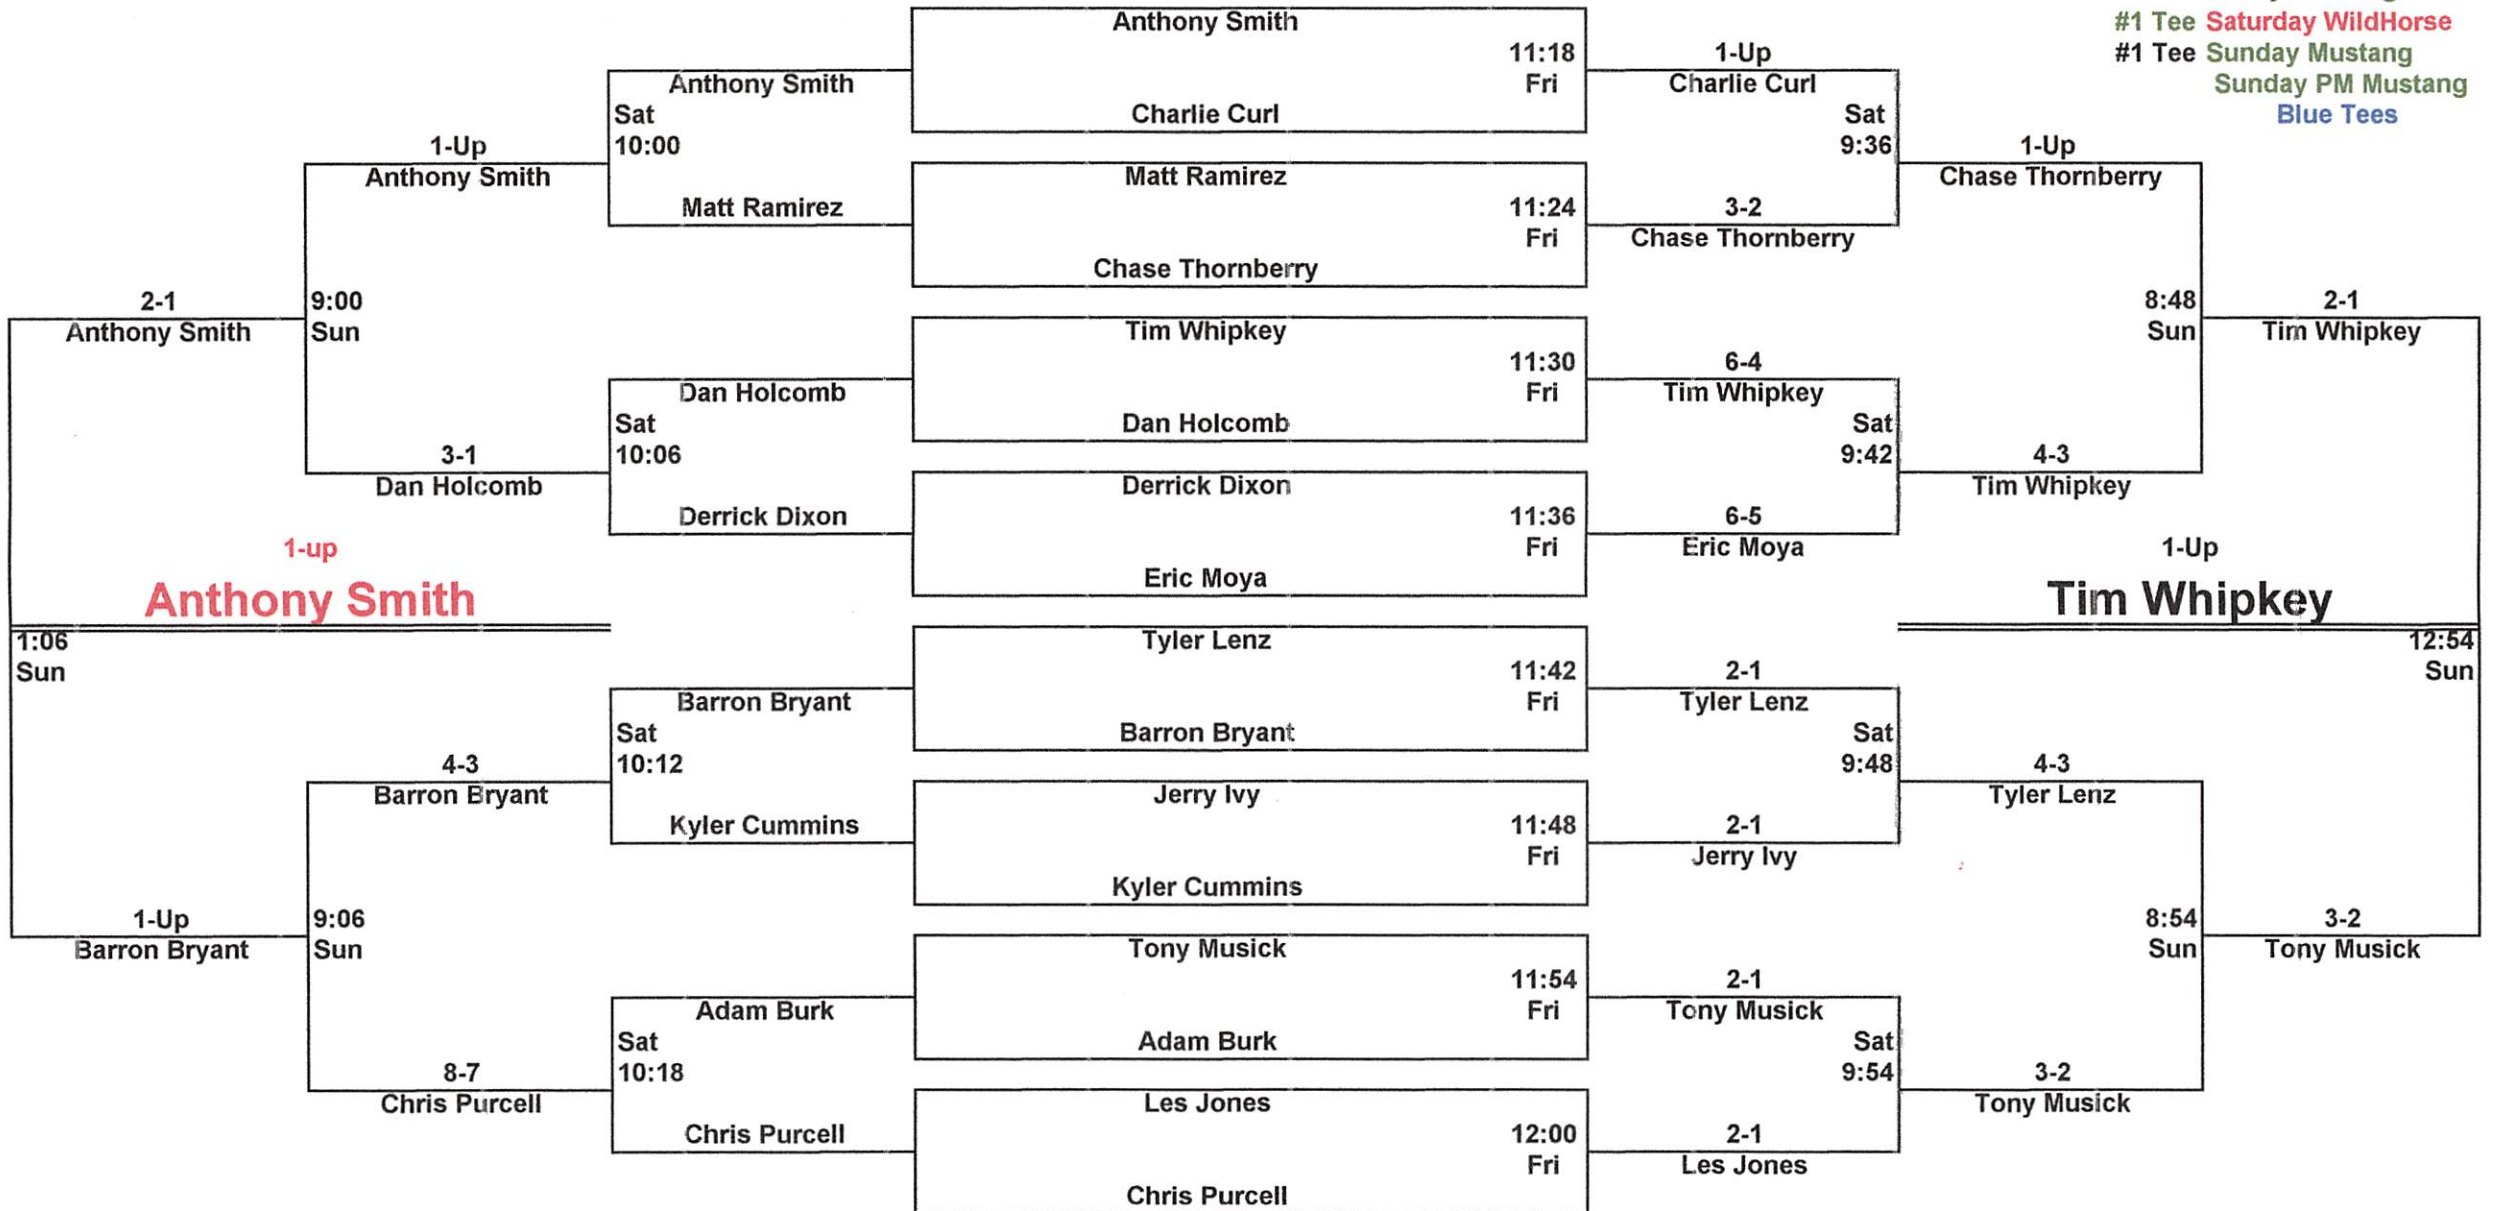 #1 Tee Saturday WildHorse
#1 Tee Sunday Mustang
Sunday PM Mustang
Blue Tees
Anthony Smith
11:18
Fri
Charlie Curl
Matt Ramirez
11:24
Fri
Chase Thornberry
Tim Whipkey
11:30
Fri
Dan Holcomb
Derrick Dixon
11:36
Fri
Eric Moya
Tyler Lenz
11:42
Fri
Barron Bryant
Jerry Ivy
11:48
Fri
Kyler Cummins
Tony Musick
11:54
Fri
Adam Burk
Les Jones
12:00
Fri
Chris Purcell
Anthony Smith
Sat
10:00
Matt Ramirez
Dan Holcomb
Sat
10:06
Derrick Dixon
Barron Bryant
Sat
10:12
Kyler Cummins
Adam Burk
Sat
10:18
Chris Purcell
1-Up
Anthony Smith
9:00
Sun
3-1
Dan Holcomb
4-3
Barron Bryant
9:06
Sun
8-7
Chris Purcell
2-1
Anthony Smith
1-up
Anthony Smith
1:06
Sun
1-Up
Barron Bryant
1-Up
Charlie Curl
Sat
9:36
3-2
Chase Thornberry
6-4
Tim Whipkey
Sat
9:42
6-5
Eric Moya
2-1
Tyler Lenz
Sat
9:48
2-1
Jerry Ivy
2-1
Tony Musick
Sat
9:54
2-1
Les Jones
1-Up
Chase Thornberry
8:48
Sun
4-3
Tim Whipkey
4-3
Tyler Lenz
8:54
Sun
3-2
Tony Musick
2-1
Tim Whipkey
1-Up
Tim Whipkey
12:54
Sun
3-2
Tony Musick